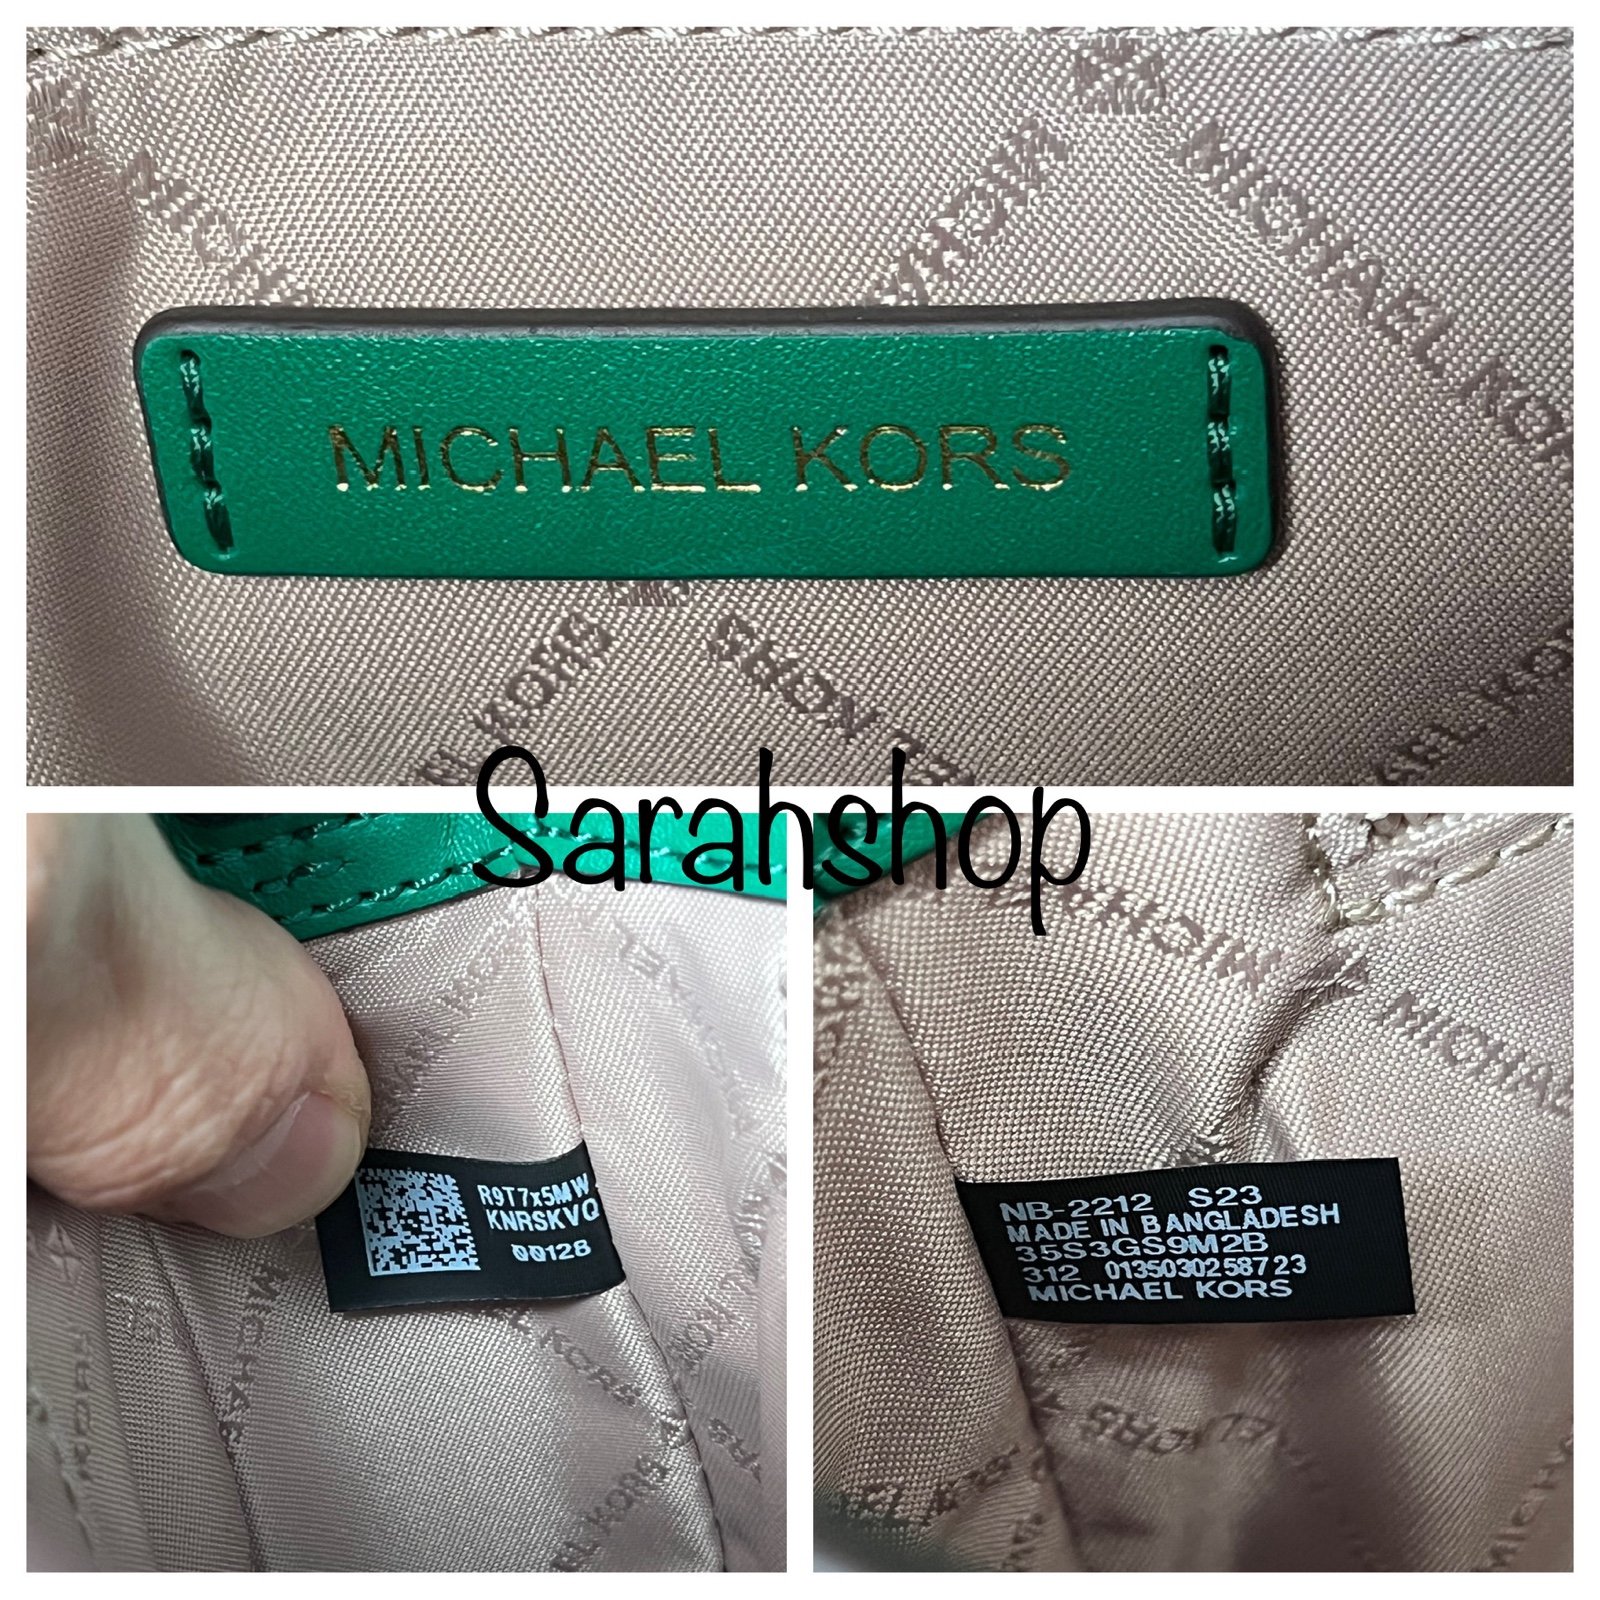 MICHAEL KORS
Sarahshop
R9T7x5MW
KNRSKVQ
00128
NB-2212 S23
MADE IN BANGLADESH
35S3GS9M2B
312 0135030258723
MICHAEL KORS